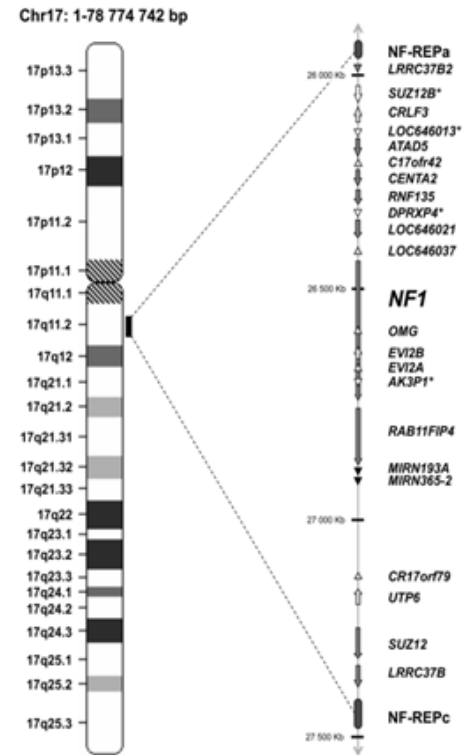 Chr17: 1-78 774 742 bp
17p13.3
17p13.2
17p13.1
17p12
17p11.2
17p11.1
17q11.1
17q11.2
17q12
17q21.1
17q21.2
17q21.31
17q21.32
17q21.33
17q22
17q23.1
17q23.2
17q23.3
17q24.1
17q24.2
17q24.3
17q25.1
17q25.2
17q25.3
26 000 Kb
26 500 Kb
27 000 Kb
27 500 Kb
NF-REPa
LRRC37B2
SUZ12B*
CRLF3
LOC646013*
ATAD5
C17ofr42
CENTA2
RNF135
DPRXP4*
LOC646021
LOC646037
NF1
OMG
EVI2B
EVI2A
AK3P1*
RAB11FIP4
MIRN193A
MIRN365-2
CR17orf79
UTP6
SUZ12
LRRC37B
NF-REPc